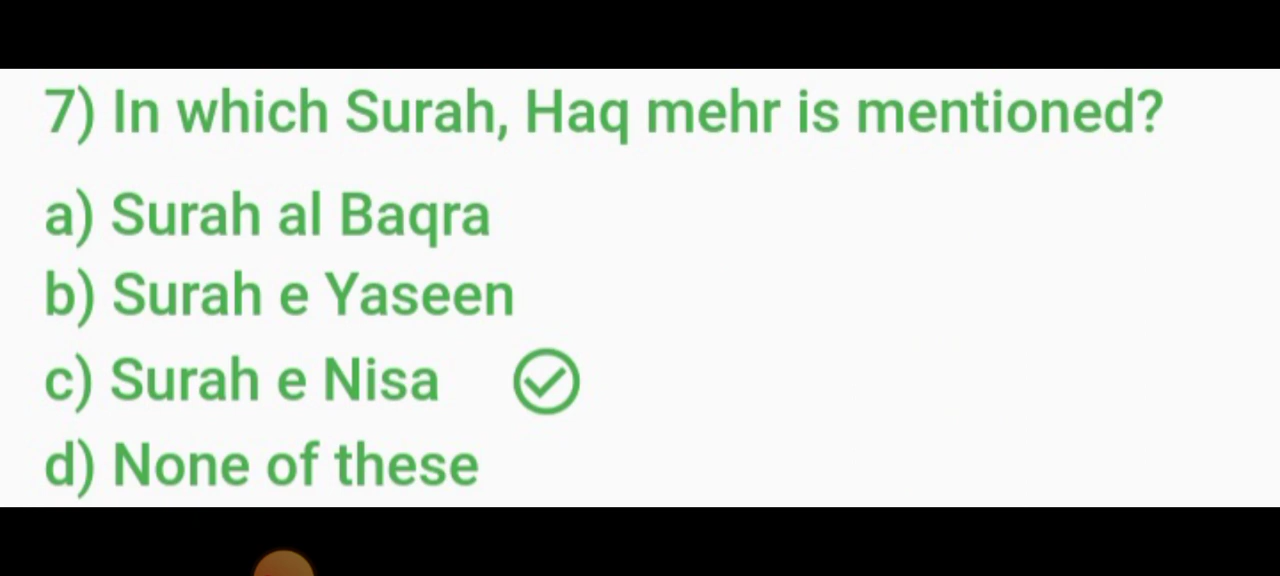 7) In which Surah, Haq mehr is mentioned?
a) Surah al Baqra
b) Surah e Yaseen
c) Surah e Nisa
d) None of these